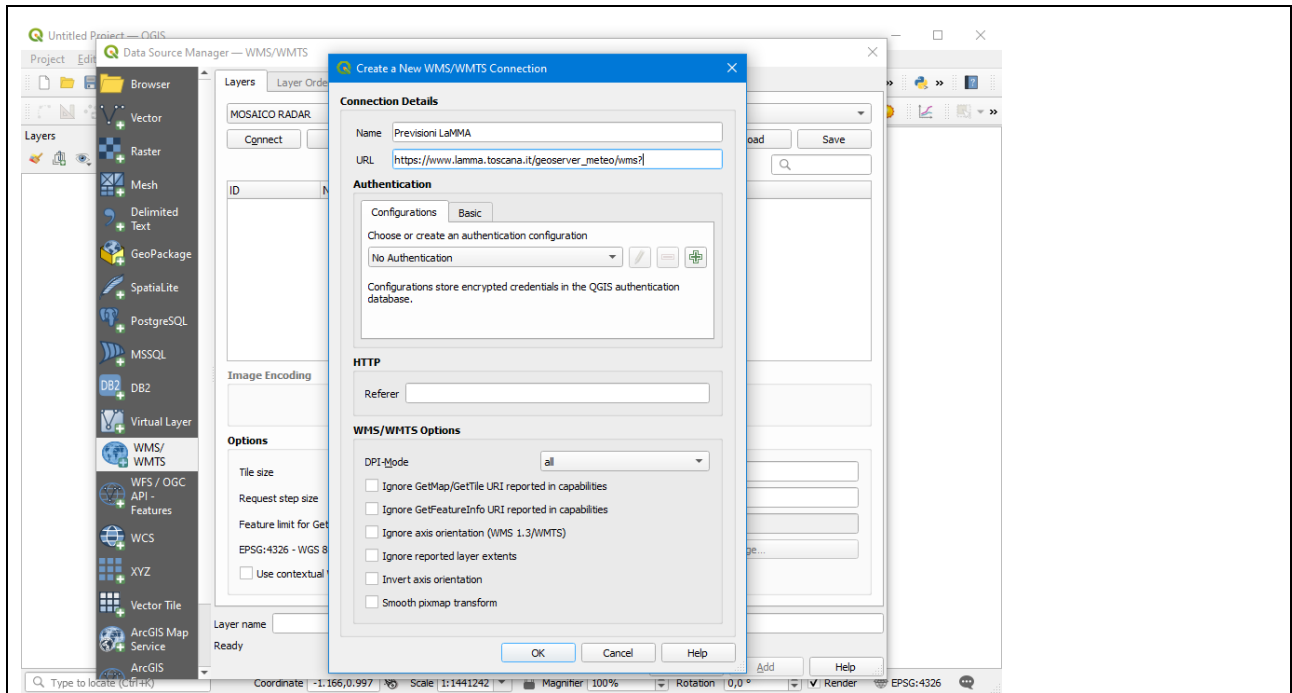 Untitled Project — QGIS
Project Edit
Data Source Manager — WMS/WMTS
Layers
Browser
Vector
Raster
Mesh
Delimited
Text
GeoPackage
SpatiaLite
PostgreSQL
MSSQL
DB2
DB2
Virtual Layer
WMS/
WMTS
WFS / OGC
API -
Features
WCS
XYZ
Vector Tile
ArcGIS Map
Service
ArcGIS
Layers Layer Orde
MOSAICO RADAR
Connect
oad
Save
ID
N
Image Encoding
Options
Tile size
Request step size
Feature limit for Get
EPSG:4326 - WGS 8
ge...
Use contextual
Layer name
Ready
Add
Help
Create a New WMS/WMTS Connection
Connection Details
Name Previsioni LaMMA
URL https://www.lamma.toscana.it/geoserver_meteo/wms?
Authentication
Configurations Basic
Choose or create an authentication configuration
No Authentication
Configurations store encrypted credentials in the QGIS authentication
database.
HTTP
Referer
WMS/WMTS Options
DPI-Mode all
Ignore GetMap/GetTile URI reported in capabilities
Ignore GetFeatureInfo URI reported in capabilities
Ignore axis orientation (WMS 1.3/WMTS)
Ignore reported layer extents
Invert axis orientation
Smooth pixmap transform
OK Cancel Help
Type to locate (Ctrl+K) Coordinate -1.166,0.997 Scale 1:1441242 Magnifier 100% Rotation 0,0 ° Render EPSG:4326